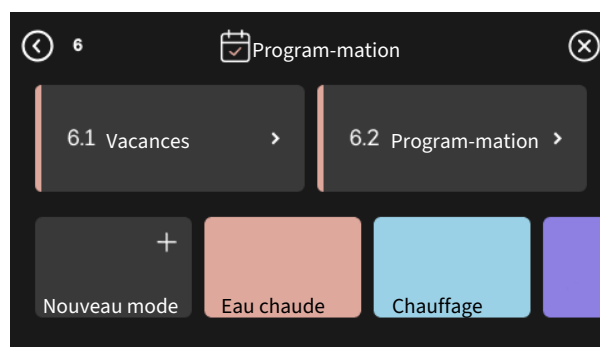 6 Program-mation
6.1 Vacances 6.2 Program-mation
Nouveau mode Eau chaude Chauffage